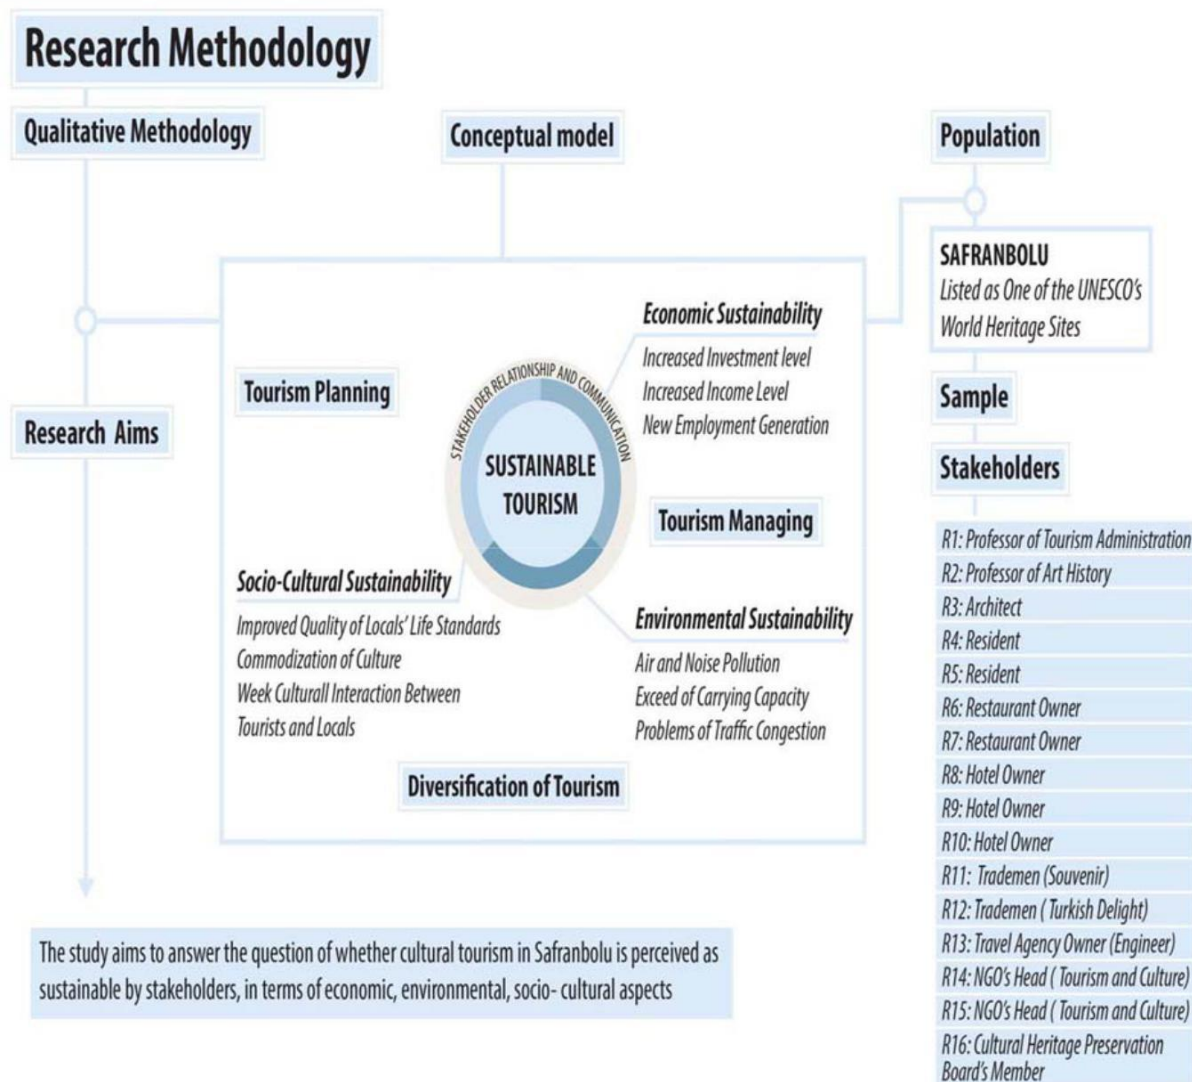 Research Methodology
Qualitative Methodology
Research Aims
Conceptual model
Tourism Planning
STAKEHOLDER RELATIONSHIP AND COMMUNICATION
SUSTAINABLE
TOURISM
Economic Sustainability
Increased Investment level
Increased Income Level
New Employment Generation
Tourism Managing
Socio-Cultural Sustainability
Improved Quality of Locals' Life Standards
Commodization of Culture
Week Culturall Interaction Between
Tourists and Locals
Environmental Sustainability
Air and Noise Pollution
Exceed of Carrying Capacity
Problems of Traffic Congestion
Diversification of Tourism
Population
SAFRANBOLU
Listed as One of the UNESCO's
World Heritage Sites
Sample
Stakeholders
R1: Professor of Tourism Administration
R2: Professor of Art History
R3: Architect
R4: Resident
R5: Resident
R6: Restaurant Owner
R7: Restaurant Owner
R8: Hotel Owner
R9: Hotel Owner
R10: Hotel Owner
R11: Trademen (Souvenir)
R12: Trademen ( Turkish Delight)
R13: Travel Agency Owner (Engineer)
R14: NGO's Head ( Tourism and Culture)
R15: NGO's Head ( Tourism and Culture)
R16: Cultural Heritage Preservation
Board's Member
The study aims to answer the question of whether cultural tourism in Safranbolu is perceived as
sustainable by stakeholders, in terms of economic, environmental, socio- cultural aspects